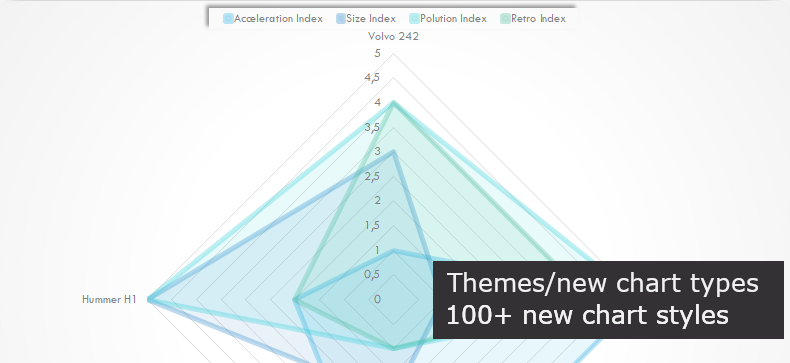 Acceleration Index Size Index Polution Index Retro Index
Volvo 242
5
4,5
4
3,5
3
2,5
2
1,5
1
0,5
Hummer H1 0
Themes/new chart types
100+ new chart styles